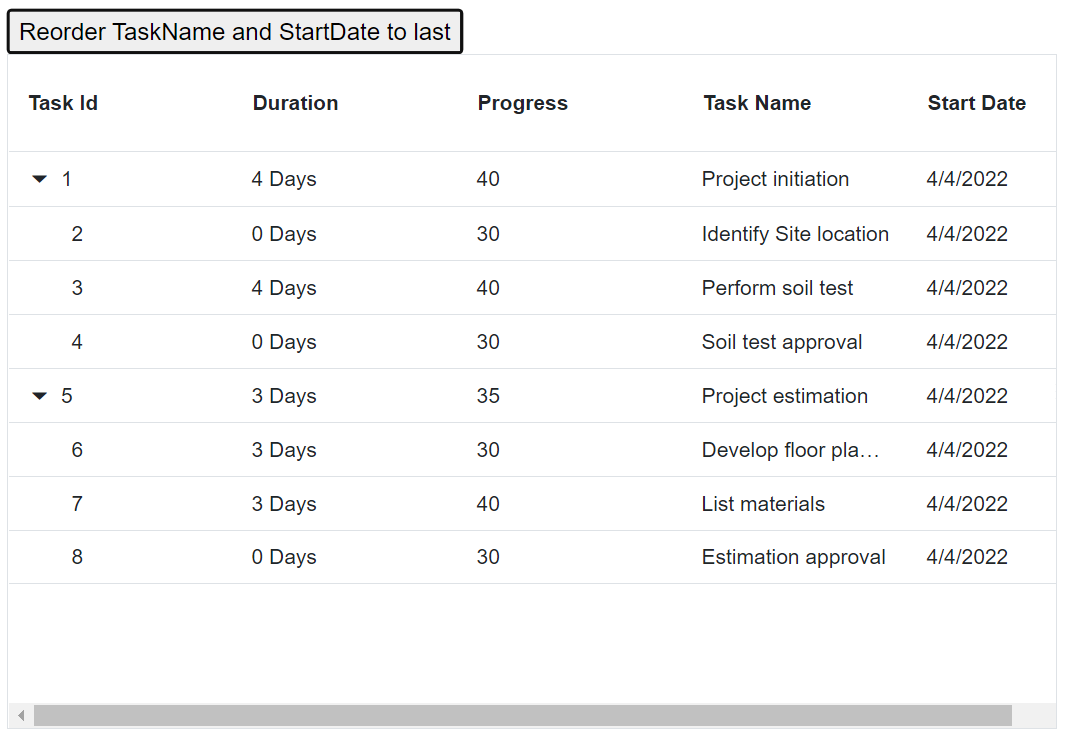 Reorder TaskName and StartDate to last
Task Id Duration Progress Task Name Start Date
1 4 Days 40 Project initiation 4/4/2022
2 0 Days 30 Identify Site location 4/4/2022
3 4 Days 40 Perform soil test 4/4/2022
4 0 Days 30 Soil test approval 4/4/2022
5 3 Days 35 Project estimation 4/4/2022
6 3 Days 30 Develop floor pla… 4/4/2022
7 3 Days 40 List materials 4/4/2022
8 0 Days 30 Estimation approval 4/4/2022